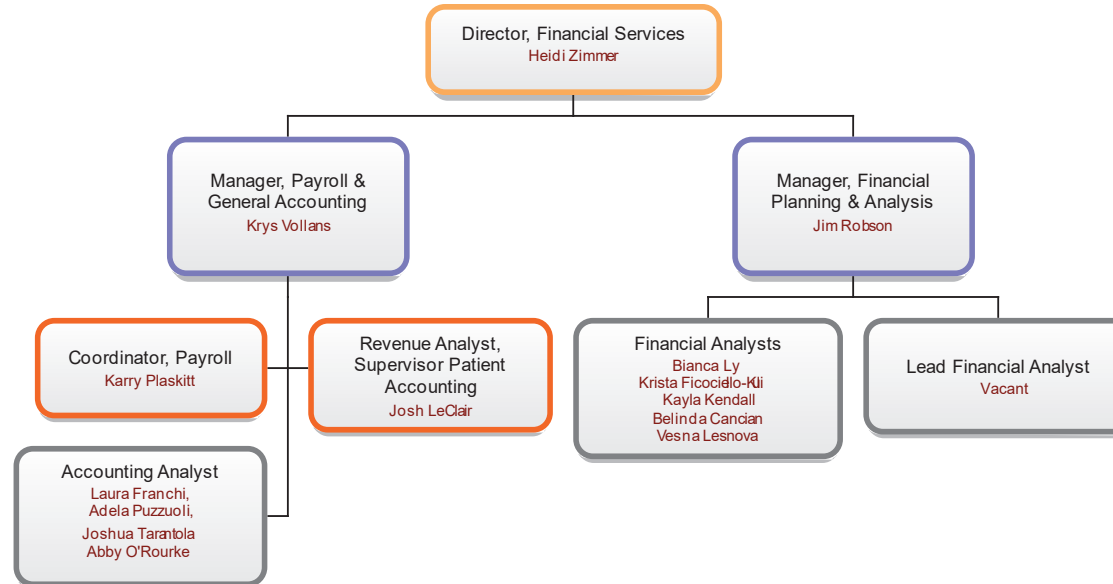 Director, Financial Services
Heidi Zimmer
Manager, Payroll &
General Accounting
Krys Vollans
Manager, Financial
Planning & Analysis
Jim Robson
Coordinator, Payroll
Karry Plaskitt
Revenue Analyst,
Supervisor Patient
Accounting
Josh LeClair
Financial Analysts
Bianca Ly
Krista Ficociello-Kuli
Kayla Kendall
Belinda Cancian
Vesna Lesnova
Lead Financial Analyst
Vacant
Accounting Analyst
Laura Franchi,
Adela Puzzuoli,
Joshua Tarantola
Abby O'Rourke